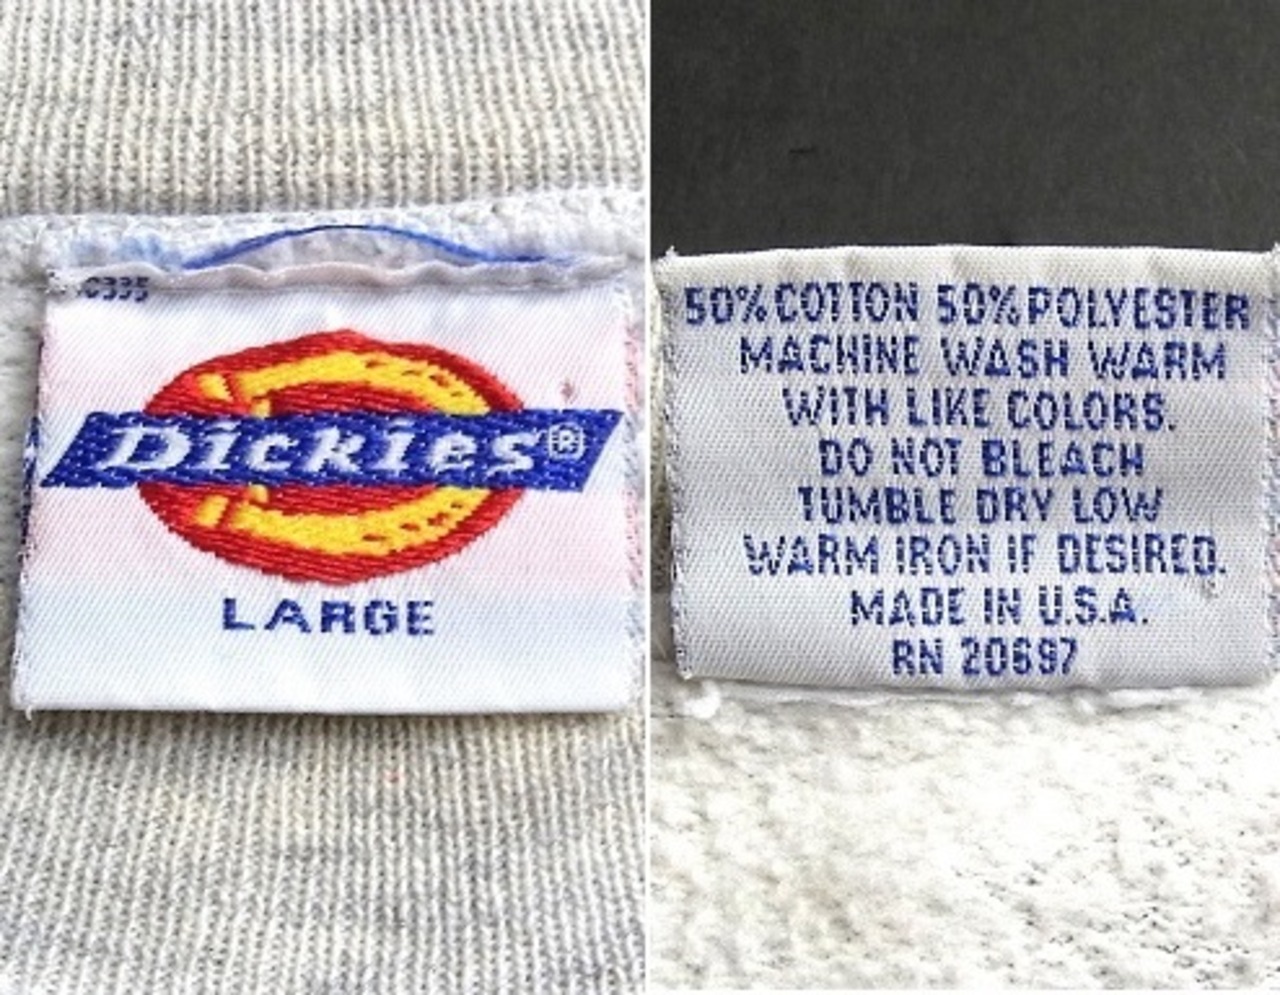 0335
Dickies®
LARGE
50% COTTON 50% POLYESTER
MACHINE WASH WARM
WITH LIKE COLORS.
DO NOT BLEACH
TUMBLE DRY LOW
WARM IRON IF DESIRED.
MADE IN U.S.A.
RN 20697